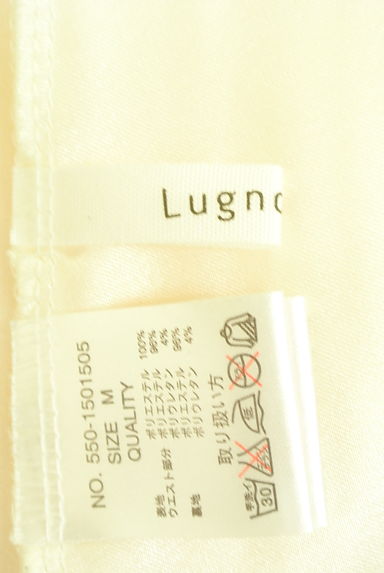 Lugno
NO. 550-1501505
SIZE M
QUALITY
表地 ポリエステル 100%
ウエスト部分 ポリエステル 96%
ポリウレタン 4%
裏地 ポリエステル 96%
ポリウレタン 4%
取り扱い方
手洗イ
30